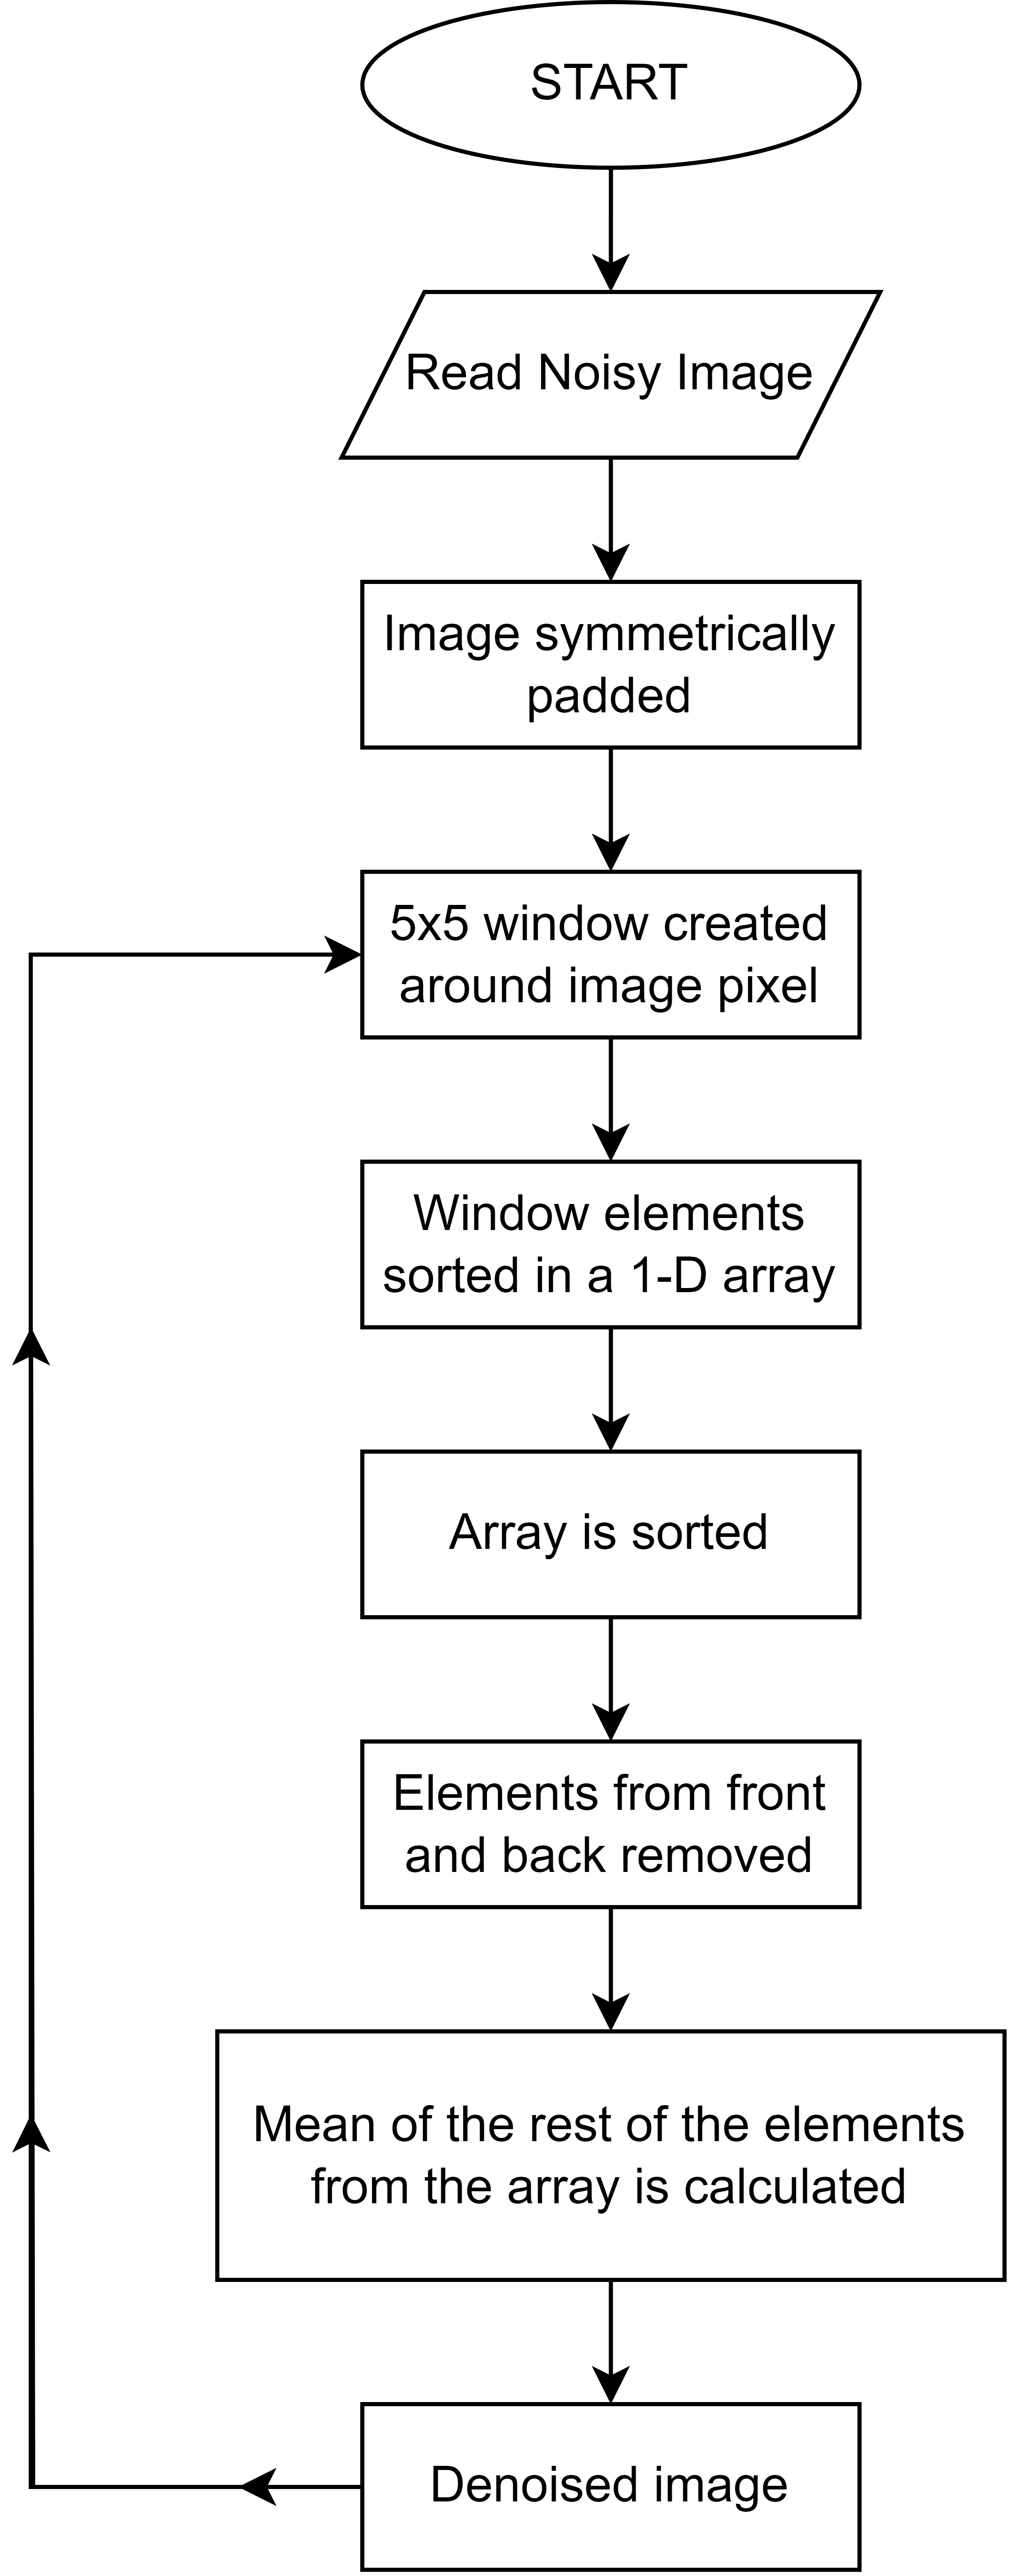 START
Read Noisy Image
Image symmetrically
padded
5x5 window created
around image pixel
Window elements
sorted in a 1-D array
Array is sorted
Elements from front
and back removed
Mean of the rest of the elements
from the array is calculated
Denoised image